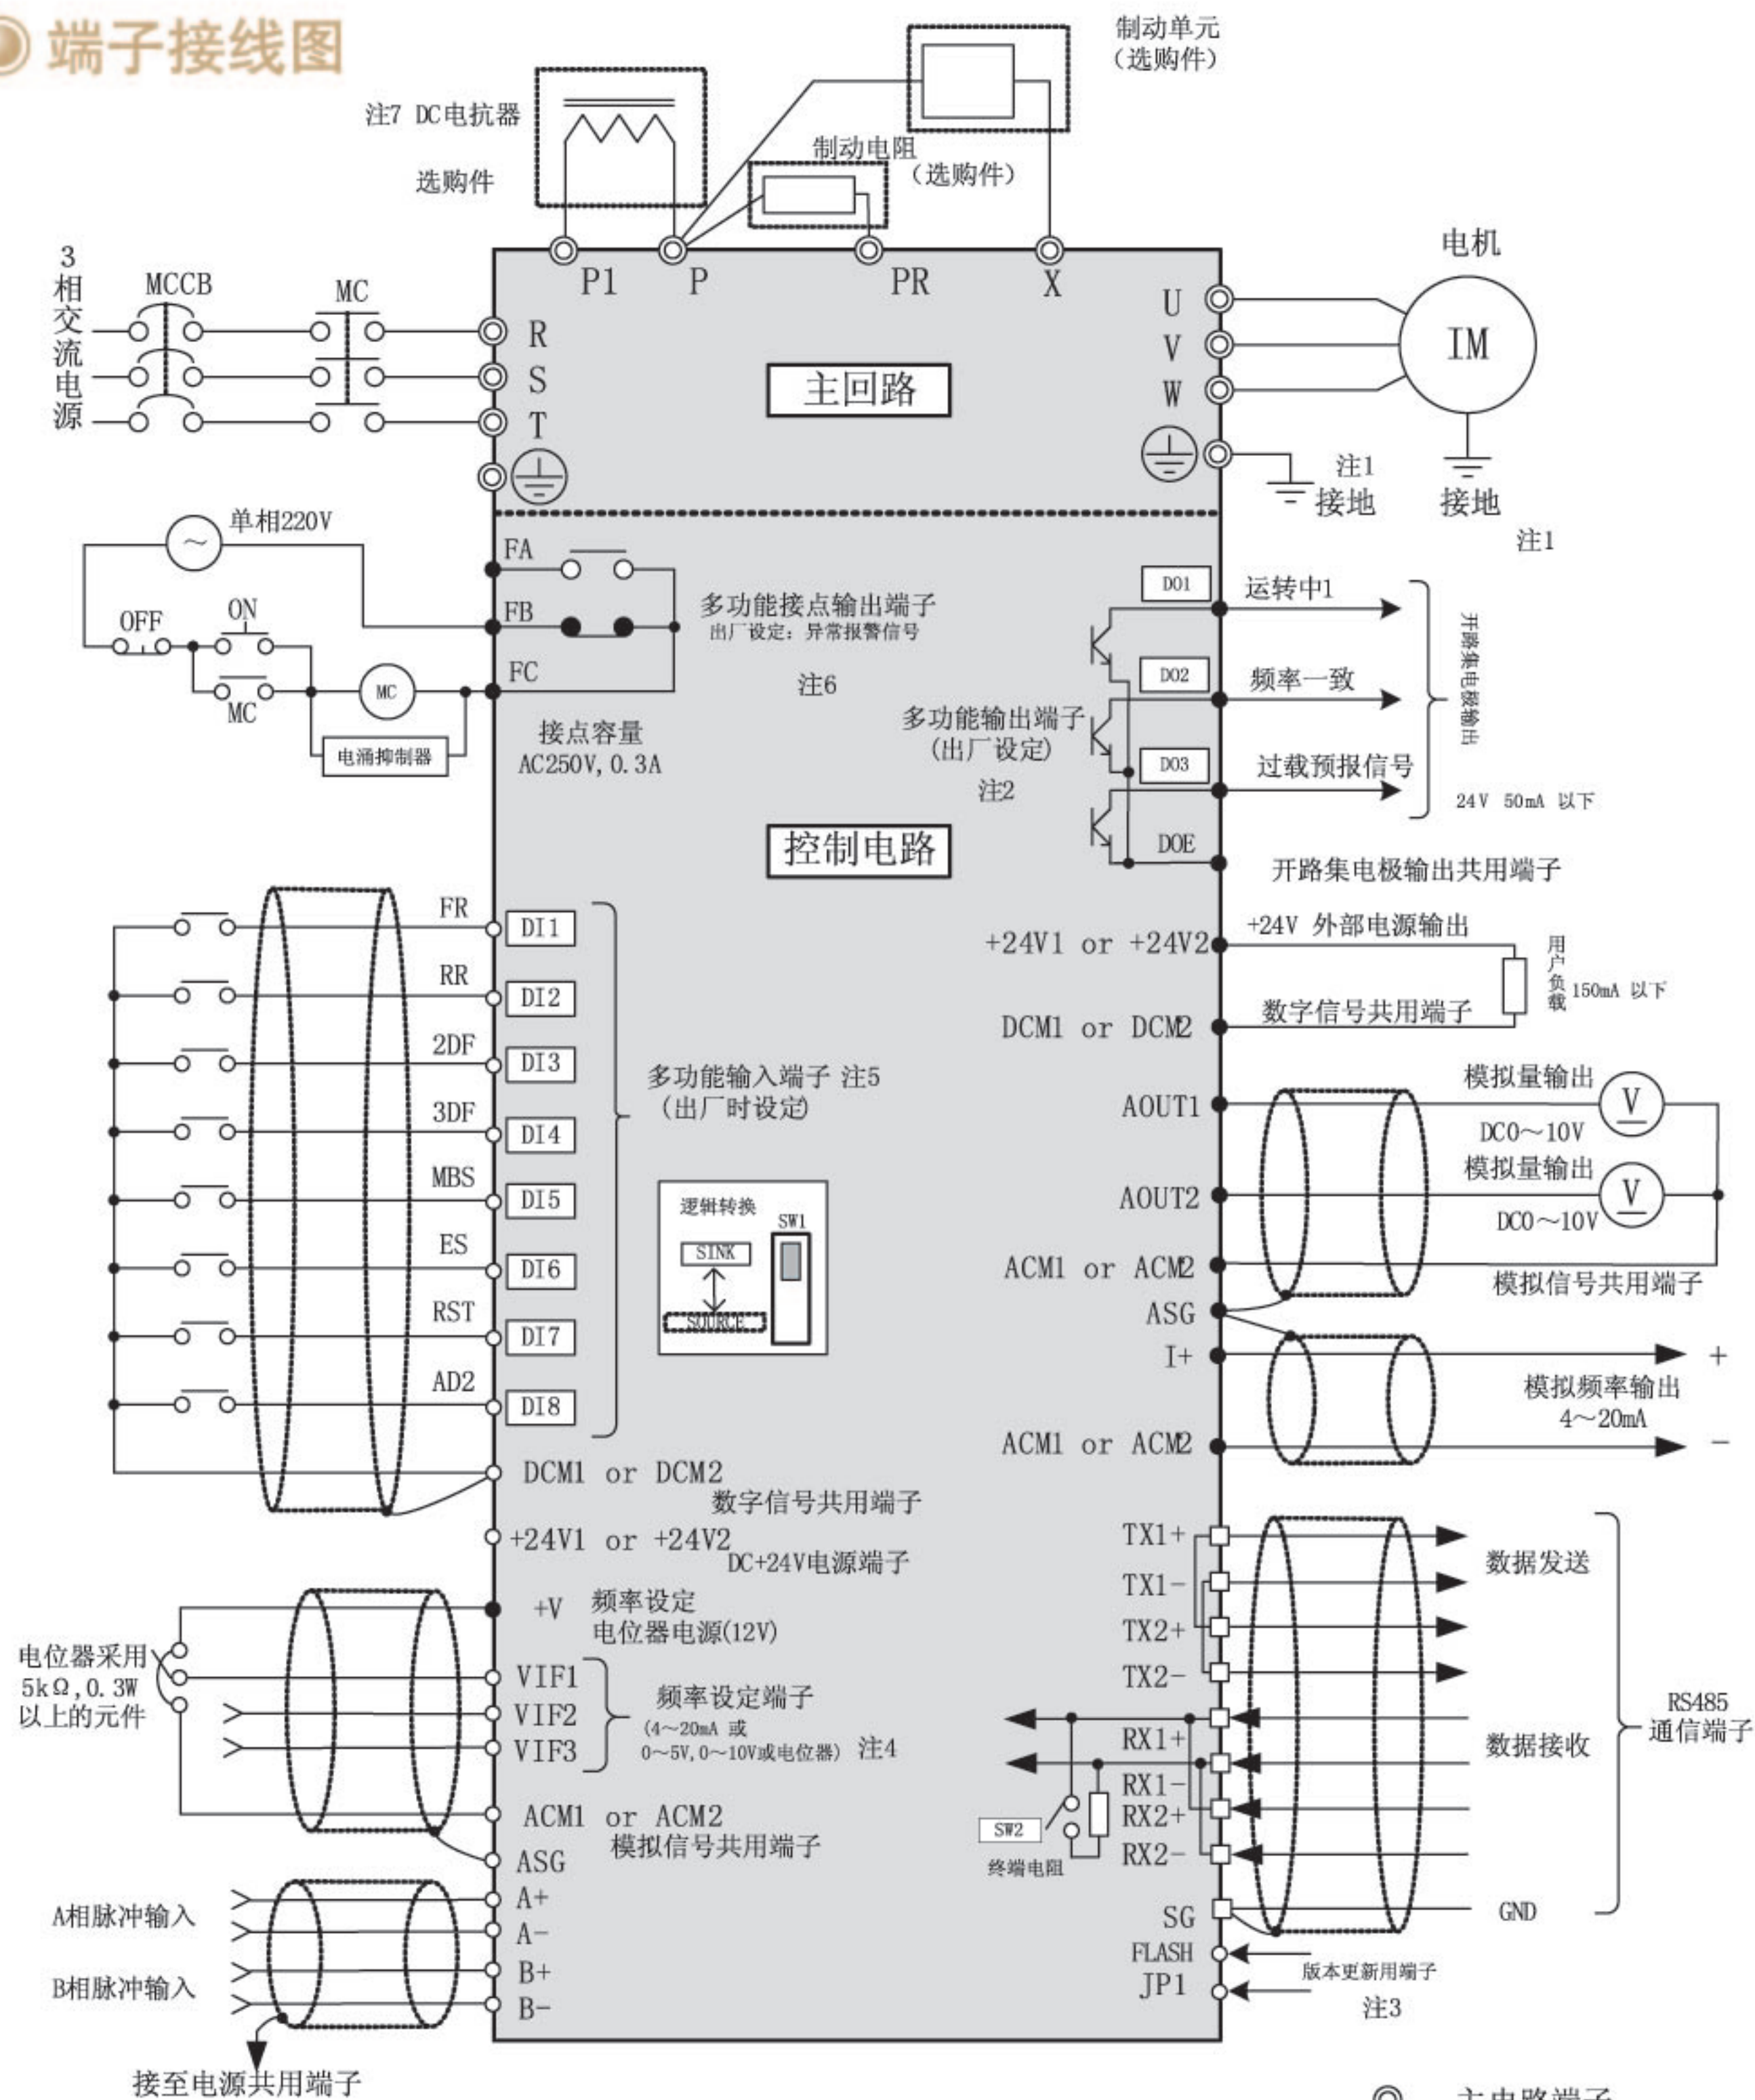 端子接线图
制动单元
（选购件）
注7 DC电抗器
选购件
制动电阻
（选购件）
P1
P
PR
X
3相交流电源
MCCB
MC
R
S
T
主回路
U
V
W
电机
IM
注1
接地
接地
注1
单相220V
OFF
ON
MC
MC
电涌抑制器
FA
FB
FC
多功能接点输出端子
出厂设定：异常报警信号
注6
接点容量
AC250V,0.3A
DO1
运转中1
DO2
频率一致
多功能输出端子
(出厂设定)
注2
DO3
过载预报信号
开路集电极输出
24V 50mA 以下
DOE
开路集电极输出共用端子
控制电路
FR
DI1
RR
DI2
2DF
DI3
3DF
DI4
MBS
DI5
ES
DI6
RST
DI7
AD2
DI8
多功能输入端子 注5
（出厂时设定）
逻辑转换
SW1
SINK
SOURCE
+24V1 or +24V2
+24V 外部电源输出
用户负载
150mA 以下
DCM1 or DCM2
数字信号共用端子
AOUT1
模拟量输出
V
DC0～10V
AOUT2
模拟量输出
V
DC0～10V
ACM1 or ACM2
模拟信号共用端子
ASG
I+
+
模拟频率输出
4～20mA
ACM1 or ACM2
−
DCM1 or DCM2
数字信号共用端子
+24V1 or +24V2
DC+24V电源端子
+V
频率设定
电位器电源(12V)
电位器采用
5kΩ,0.3W
以上的元件
VIF1
VIF2
VIF3
频率设定端子
(4～20mA 或
0～5V,0～10V或电位器) 注4
ACM1 or ACM2
模拟信号共用端子
ASG
A相脉冲输入
A+
A-
B相脉冲输入
B+
B-
接至电源共用端子
TX1+
TX1-
TX2+
TX2-
数据发送
RX1+
RX1-
RX2+
RX2-
数据接收
RS485
通信端子
SW2
终端电阻
SG
GND
FLASH
JP1
版本更新用端子
注3
主电路端子